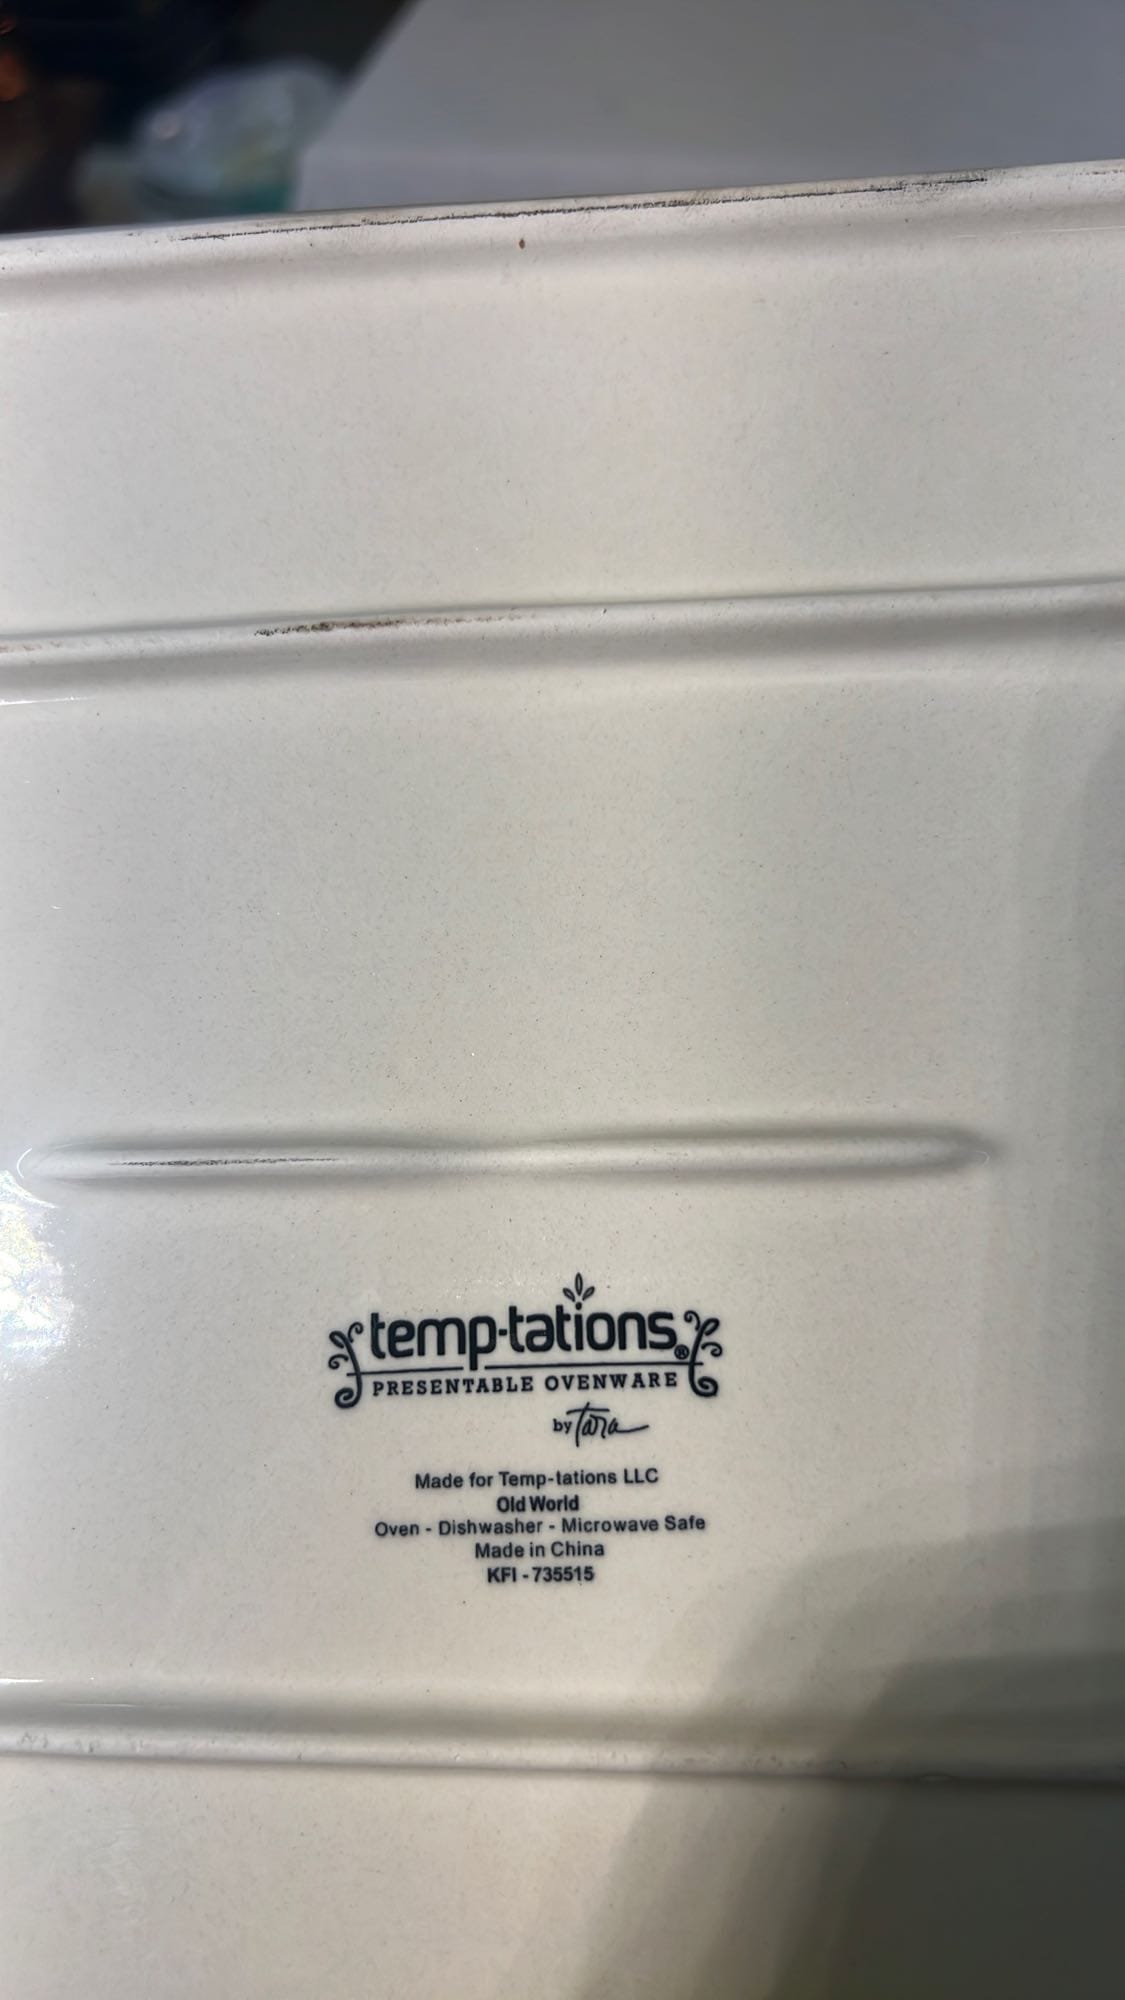 temp-tations®
PRESENTABLE OVENWARE
by Tara
Made for Temp-tations LLC
Old World
Oven - Dishwasher - Microwave Safe
Made in China
KFI - 735515